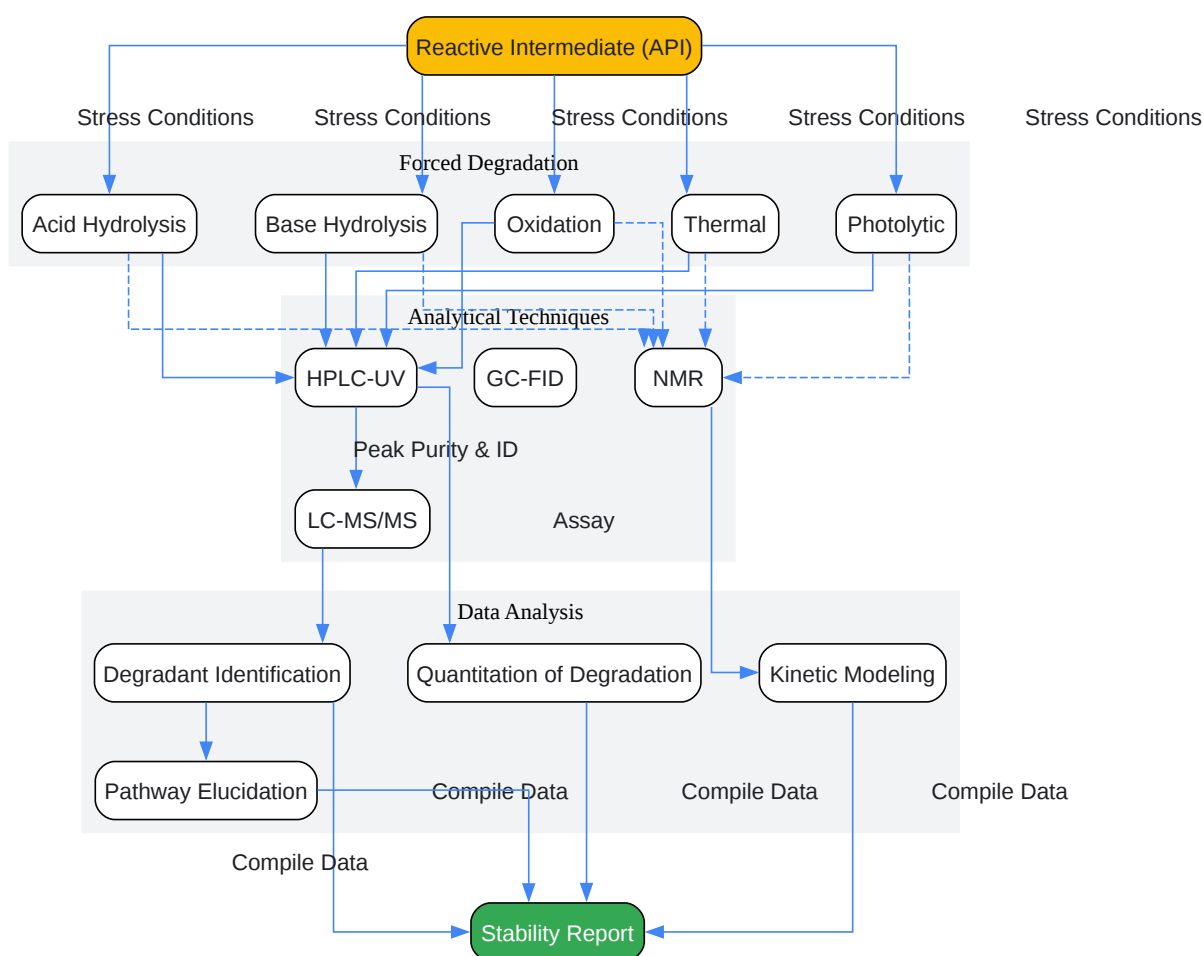 Reactive Intermediate (API)
Stress Conditions
Stress Conditions
Stress Conditions
Stress Conditions
Stress Conditions
Forced Degradation
Acid Hydrolysis
Base Hydrolysis
Oxidation
Thermal
Photolytic
Analytical Techniques
HPLC-UV
GC-FID
NMR
Peak Purity & ID
LC-MS/MS
Assay
Data Analysis
Degradant Identification
Quantitation of Degradation
Kinetic Modeling
Pathway Elucidation
Compile Data
Compile Data
Compile Data
Compile Data
Stability Report